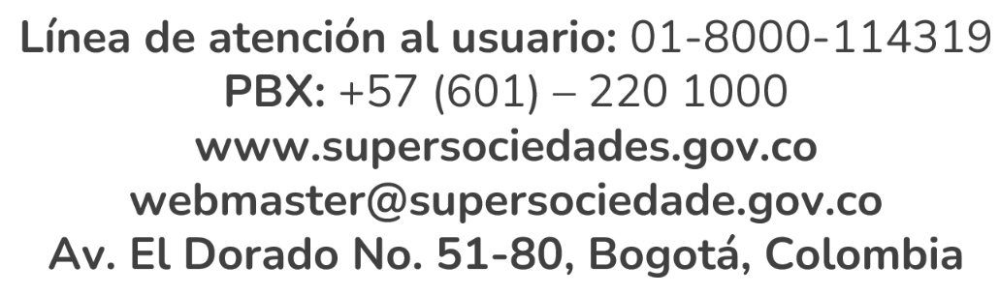 Línea de atención al usuario: 01-8000-114319
PBX: +57 (601) – 220 1000
www.supersociedades.gov.co
webmaster@supersociedade.gov.co
Av. El Dorado No. 51-80, Bogotá, Colombia